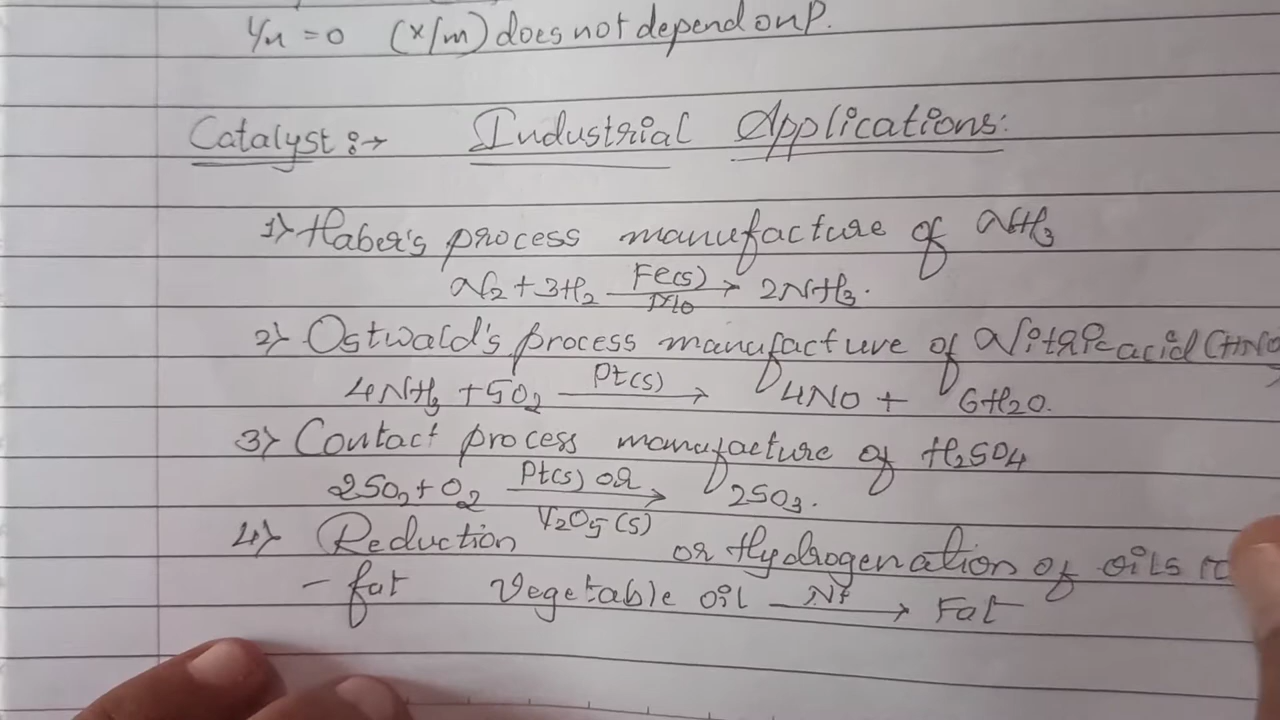 1/n = 0 (x/m) does not depend on P.
Catalyst :→ Industrial Applications:
1) Haber's process manufacture of NH₃
N₂ + 3H₂ Fe(s) → Mo 2NH₃.
2) Ostwald's process manufacture of Nitric acid (HNO
4NH₃ + 5O₂ Pt(s) → 4NO + 6H₂O.
3) Contact process manufacture of H₂SO₄
2SO₂ + O₂ Pt(s) or → V₂O₅(s) 2SO₃.
4) Reduction or Hydrogenation of oils
- fat Vegetable oil Ni → Fat